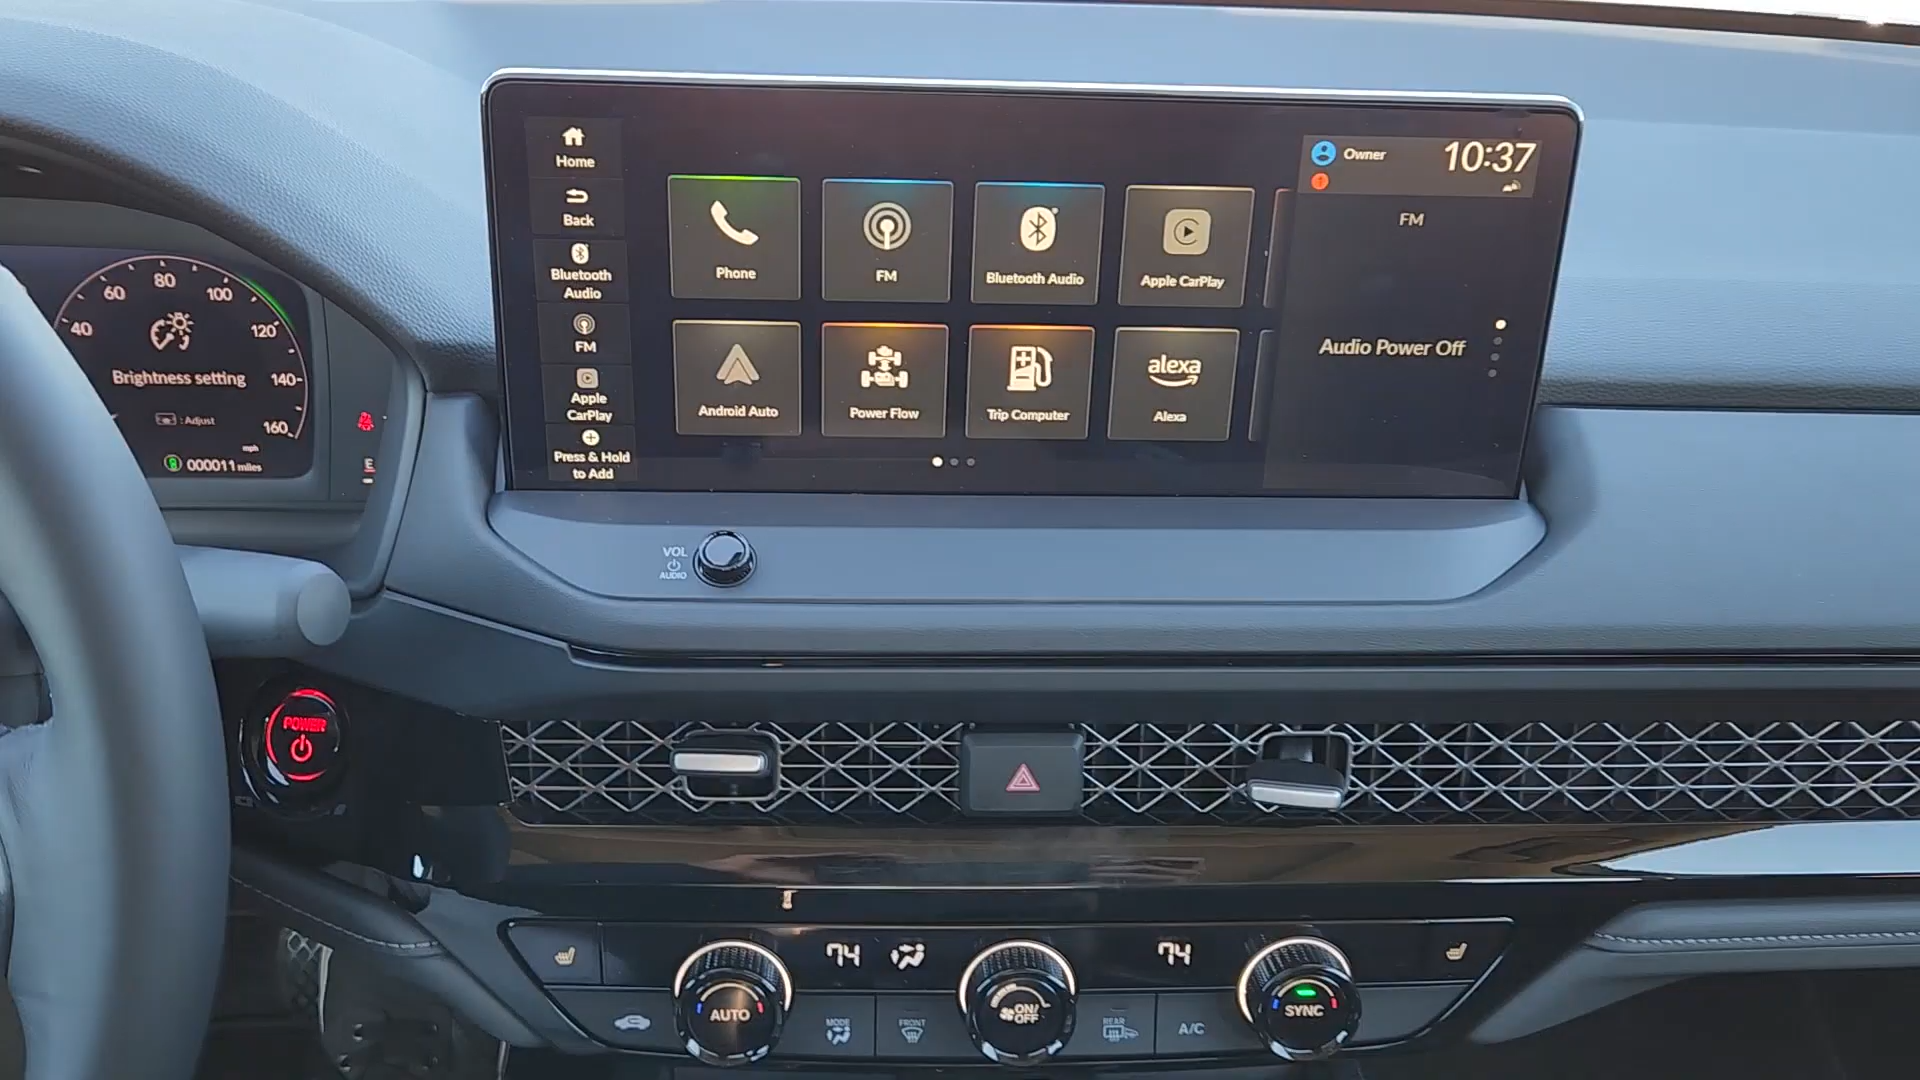 Home
Back
Bluetooth
Audio
FM
Apple
CarPlay
Press & Hold
to Add
Phone
FM
Bluetooth Audio
Apple CarPlay
Android Auto
Power Flow
Trip Computer
alexa
Alexa
Owner
10:37
FM
Audio Power Off
40
60
80
100
120
140
160
Brightness setting
: Adjust
mph
000011 miles
E
VOL
AUDIO
POWER
74
74
AUTO
MODE
FRONT
ON/
OFF
REAR
A/C
SYNC